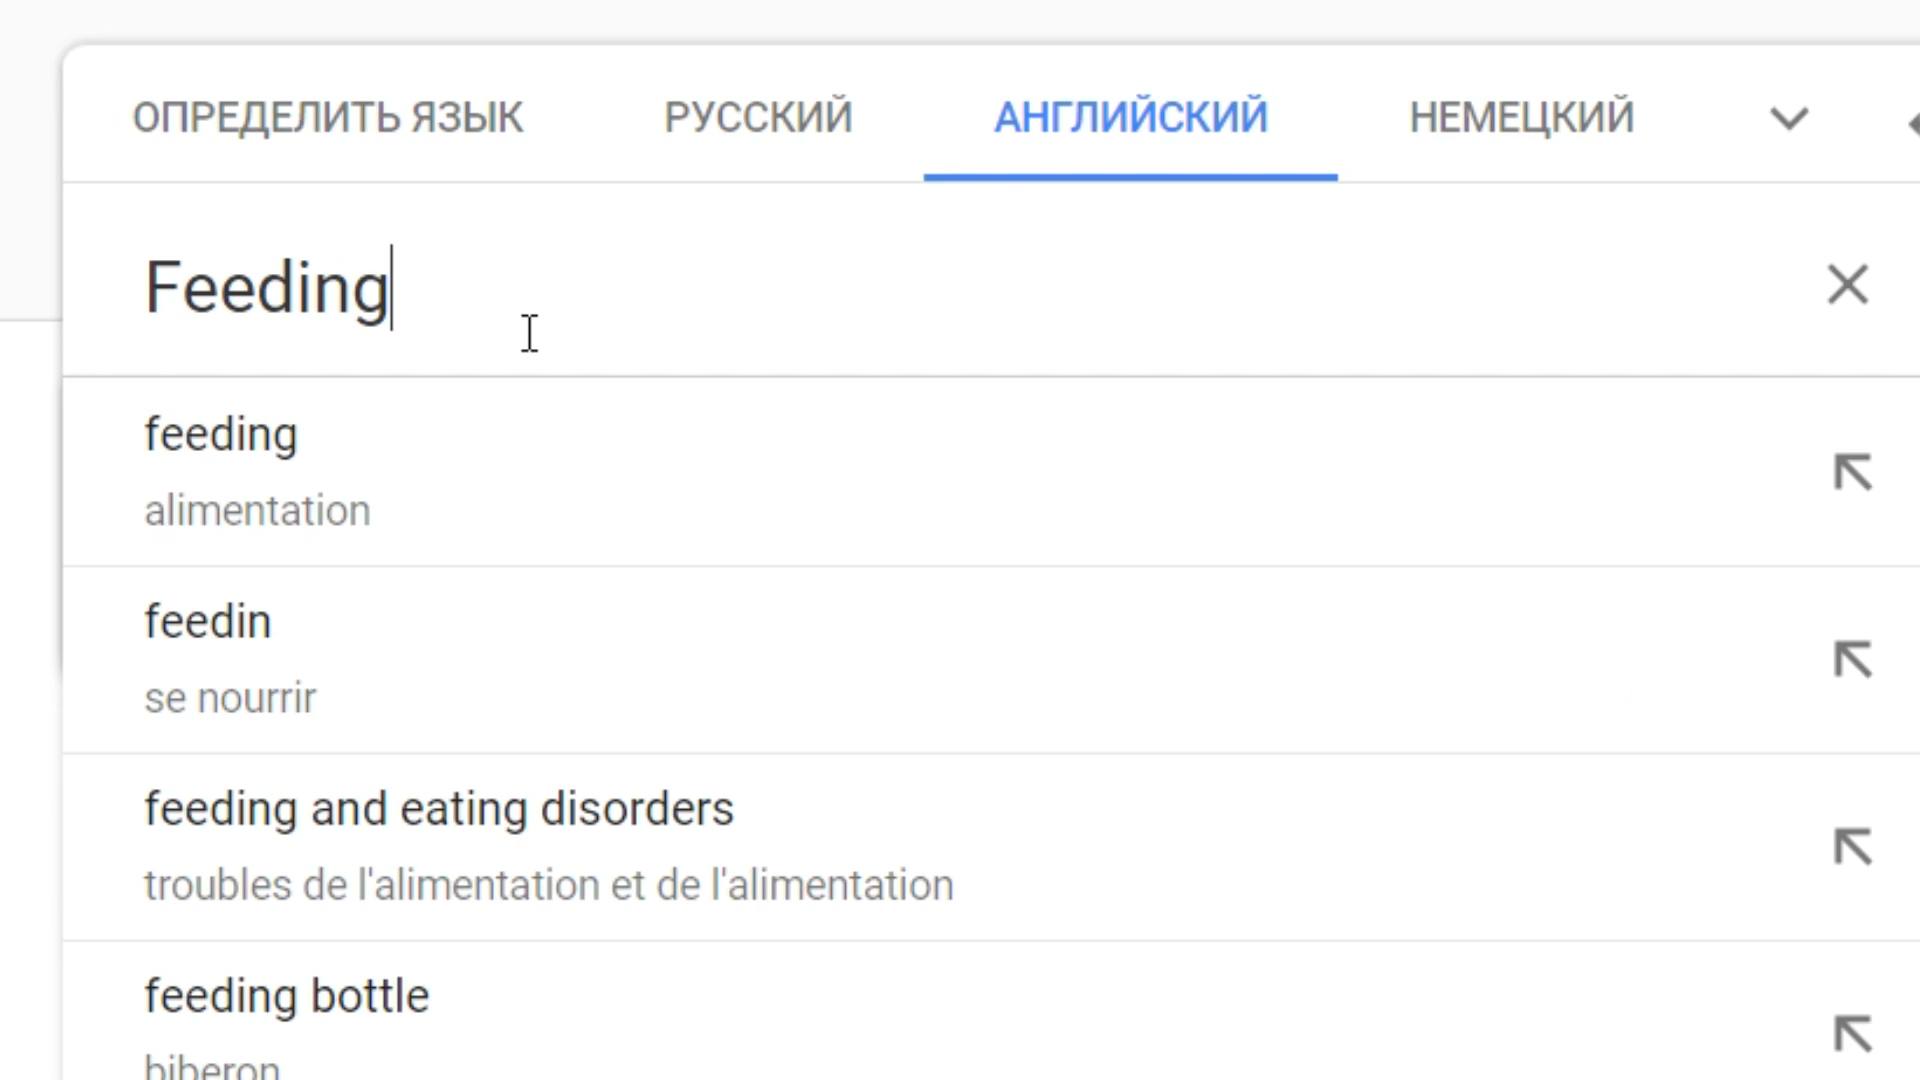 ОПРЕДЕЛИТЬ ЯЗЫК РУССКИЙ АНГЛИЙСКИЙ НЕМЕЦКИЙ
Feeding
feeding
alimentation
feedin
se nourrir
feeding and eating disorders
troubles de l'alimentation et de l'alimentation
feeding bottle
biberon